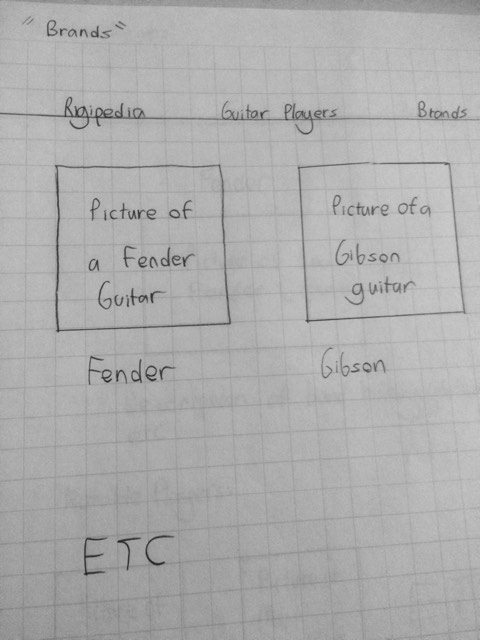 "Brands"
Rigipedia Guitar Players Brands
Picture of
a Fender
Guitar
Picture of a
Gibson
guitar
Fender
Gibson
ETC